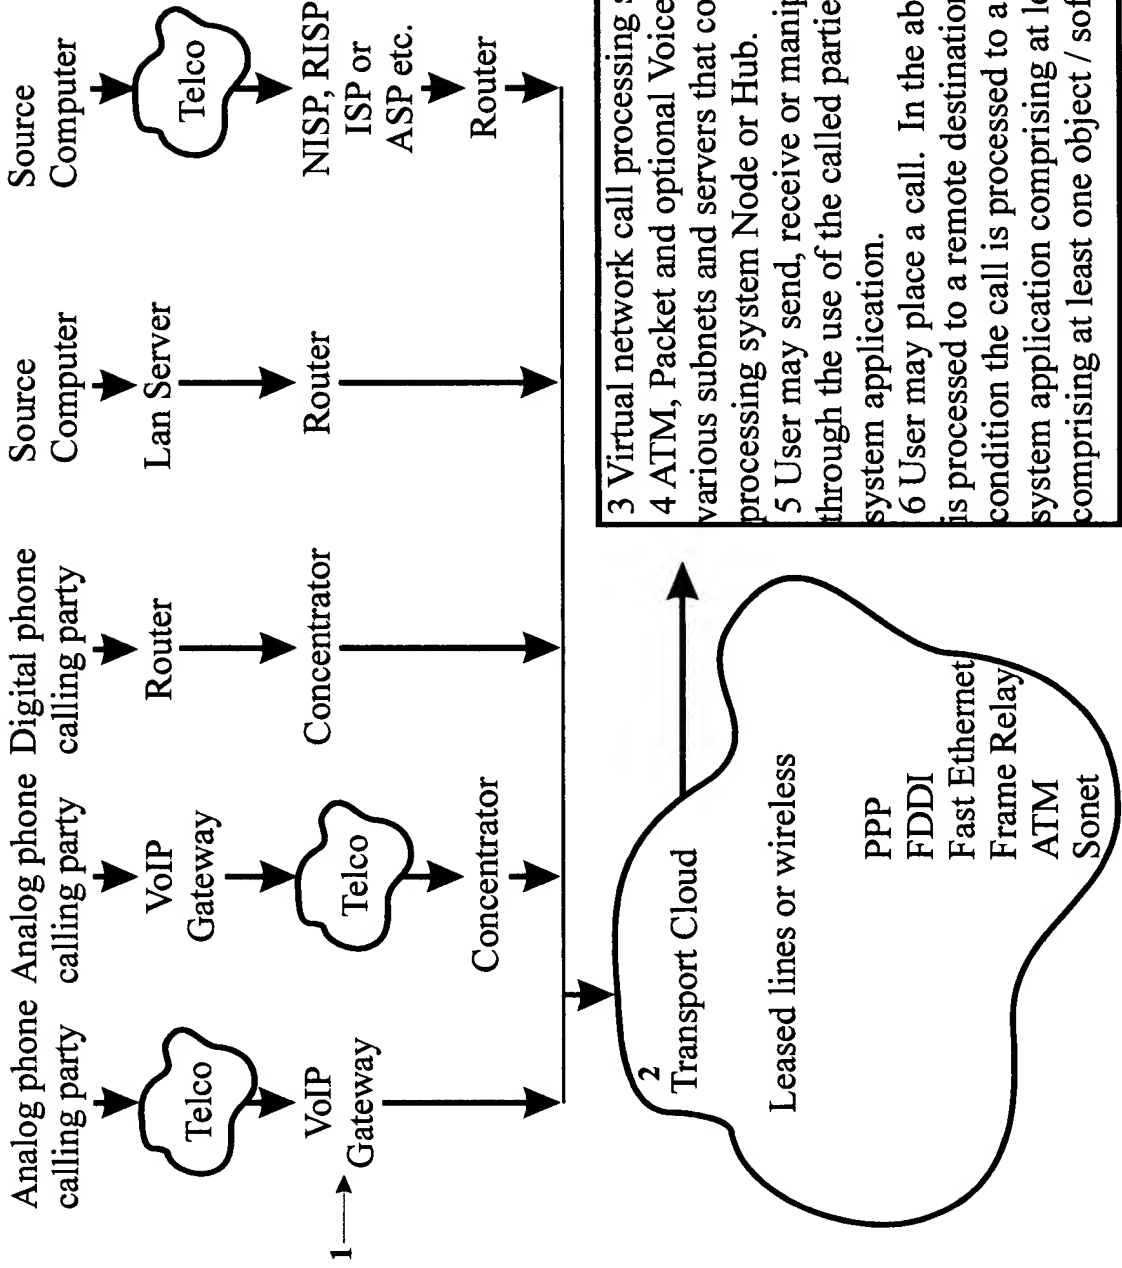 Analog phone
calling party
Telco
VoIP
1
Gateway
Analog phone
calling party
VoIP
Gateway
Telco
Concentrator
Digital phone
calling party
Router
Concentrator
Source
Computer
Lan Server
Router
Source
Computer
Telco
NISP, RISP
ISP or
ASP etc.
Router
2
Transport Cloud
Leased lines or wireless
PPP
FDDI
Fast Ethernet
Frame Relay
ATM
Sonet
3 Virtual network call processing s
4 ATM, Packet and optional Voice
various subnets and servers that co
processing system Node or Hub.
5 User may send, receive or manip
through the use of the called partie
system application.
6 User may place a call. In the ab
is processed to a remote destination
condition the call is processed to a
system application comprising at le
comprising at least one object / sof